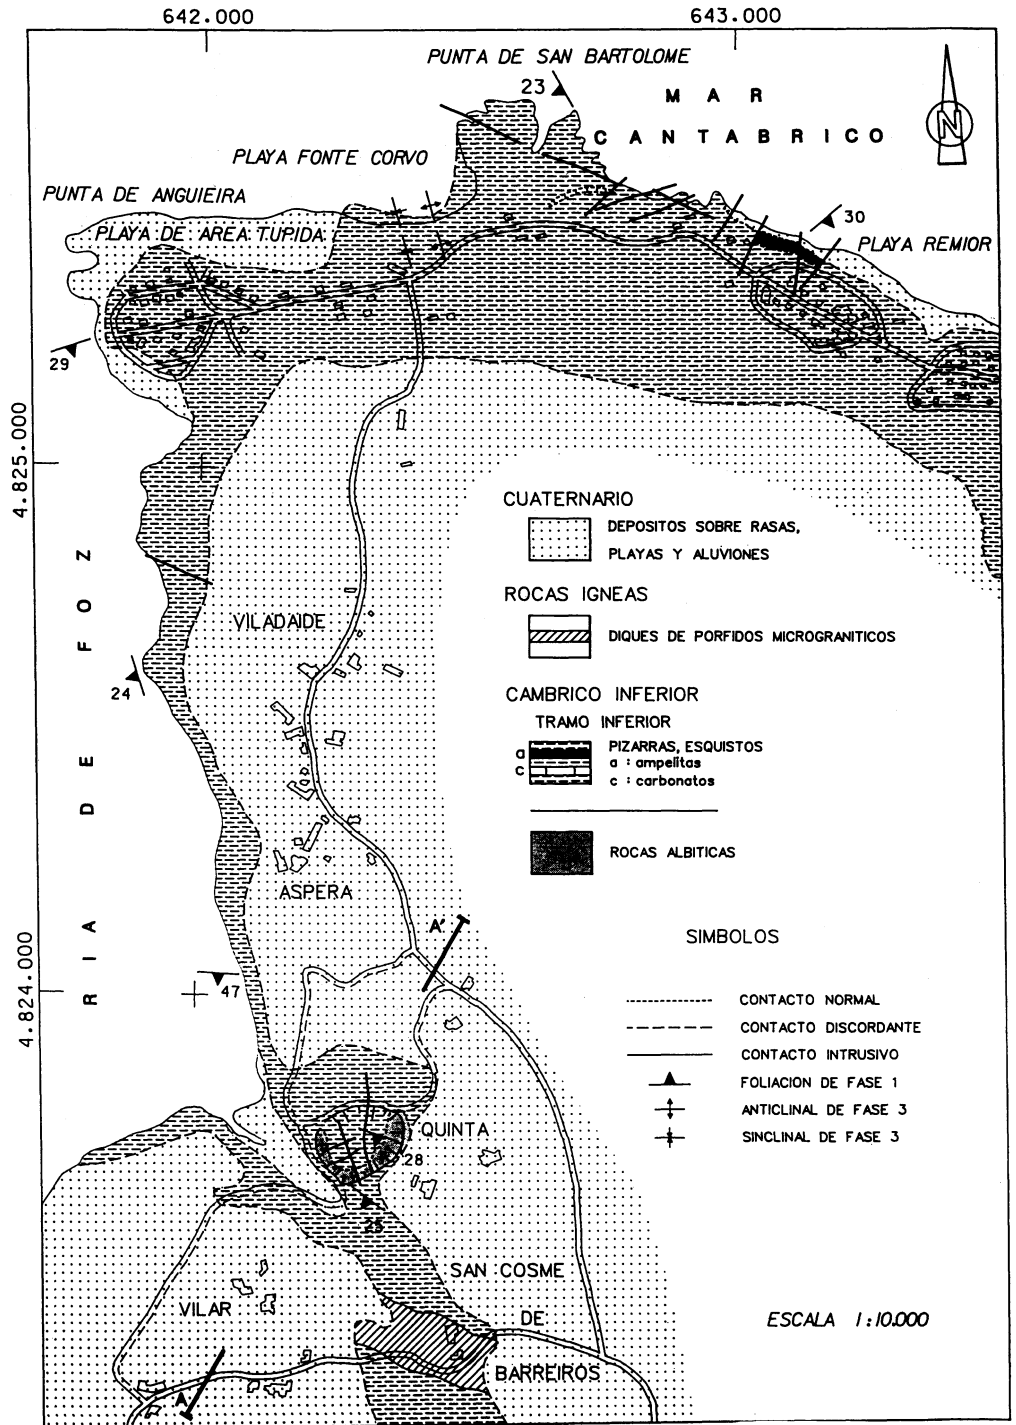 642.000
643.000
PUNTA DE SAN BARTOLOME
23
M A R
C A N T A B R I C O
N
PLAYA FONTE CORVO
PUNTA DE ANGUIEIRA
PLAYA DE AREA TUPIDA
30
PLAYA REMIOR
29
4.825.000
CUATERNARIO
DEPOSITOS SOBRE RASAS,
PLAYAS Y ALUVIONES
ROCAS IGNEAS
DIQUES DE PORFIDOS MICROGRANITICOS
VILADAIDE
24
CAMBRICO INFERIOR
TRAMO INFERIOR
a
c
PIZARRAS, ESQUISTOS
a : ampelitas
c : carbonatos
ROCAS ALBITICAS
R I A D E F O Z
ASPERA
A'
SIMBOLOS
4.824.000
47
CONTACTO NORMAL
CONTACTO DISCORDANTE
CONTACTO INTRUSIVO
FOLIACION DE FASE 1
ANTICLINAL DE FASE 3
SINCLINAL DE FASE 3
QUINTA
28
25
SAN COSME
DE
BARREIROS
VILAR
A
ESCALA 1:10.000